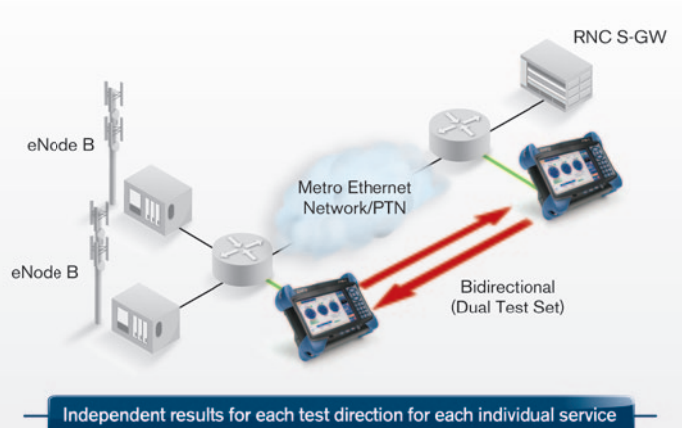 RNC S-GW
eNode B
Metro Ethernet
Network/PTN
eNode B
Bidirectional
(Dual Test Set)
Independent results for each test direction for each individual service